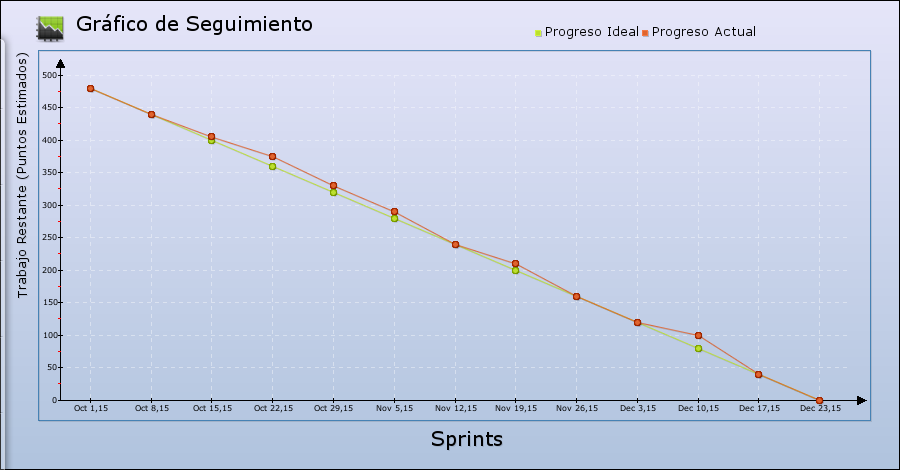 Gráfico de Seguimiento
Progreso Ideal
Progreso Actual
Trabajo Restante (Puntos Estimados)
500
450
400
350
300
250
200
150
100
50
0
Oct 1,15
Oct 8,15
Oct 15,15
Oct 22,15
Oct 29,15
Nov 5,15
Nov 12,15
Nov 19,15
Nov 26,15
Dec 3,15
Dec 10,15
Dec 17,15
Dec 23,15
Sprints